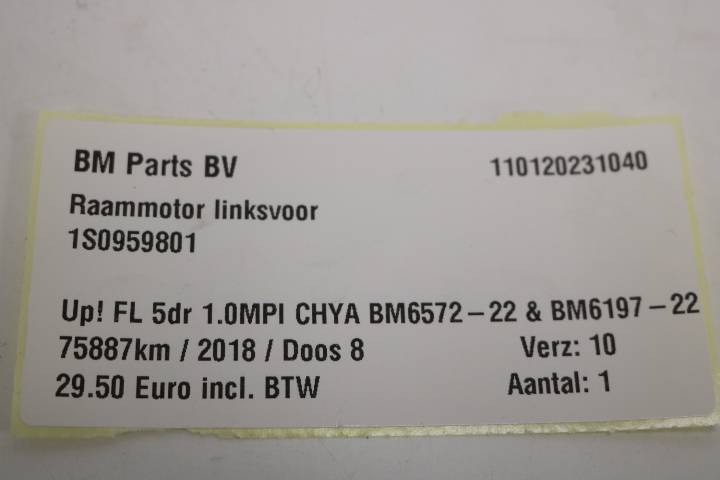 BM Parts BV 110120231040
Raammotor linksvoor
1S0959801
Up! FL 5dr 1.0MPI CHYA BM6572-22 & BM6197-22
75887km / 2018 / Doos 8 Verz: 10
29.50 Euro incl. BTW Aantal: 1